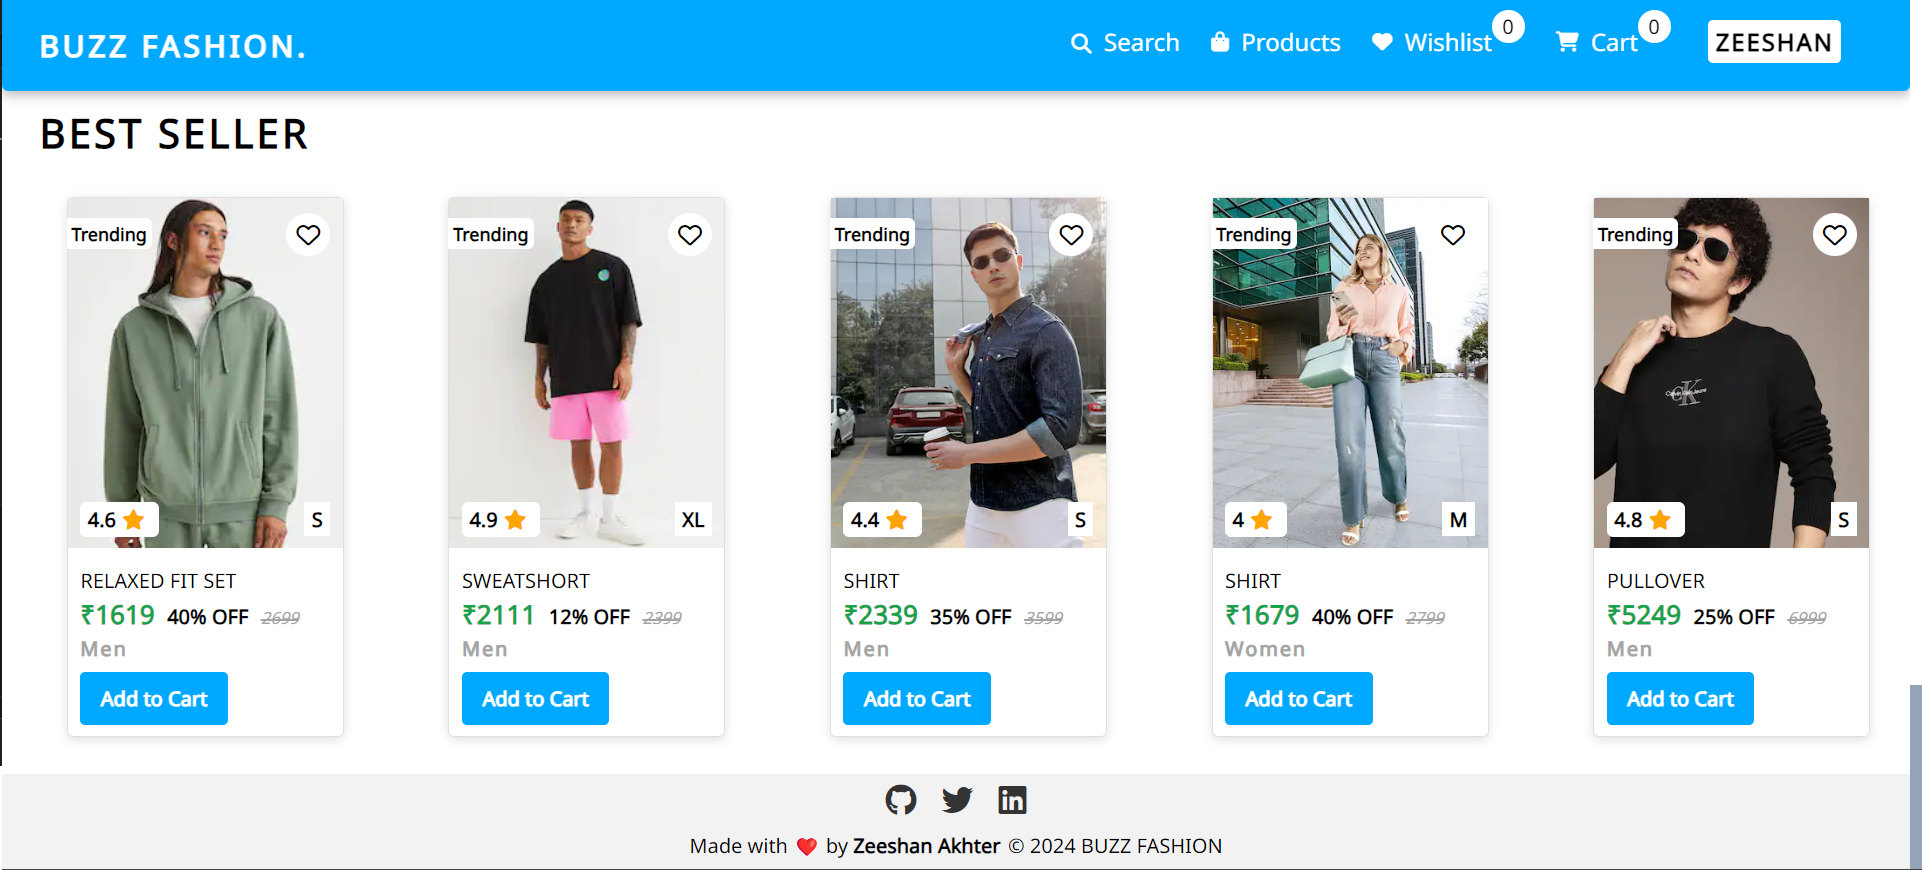 BUZZ FASHION.
Search Products Wishlist 0 Cart 0 ZEESHAN
BEST SELLER
Trending Trending Trending Trending Trending
Calvin Klein Jeans
4.6 S 4.9 XL 4.4 S 4 M 4.8 S
RELAXED FIT SET SWEATSHORT SHIRT SHIRT PULLOVER
₹1619 40% OFF 2699 ₹2111 12% OFF 2399 ₹2339 35% OFF 3599 ₹1679 40% OFF 2799 ₹5249 25% OFF 6999
Men Men Men Women Men
Add to Cart Add to Cart Add to Cart Add to Cart Add to Cart
Made with ❤️ by Zeeshan Akhter © 2024 BUZZ FASHION